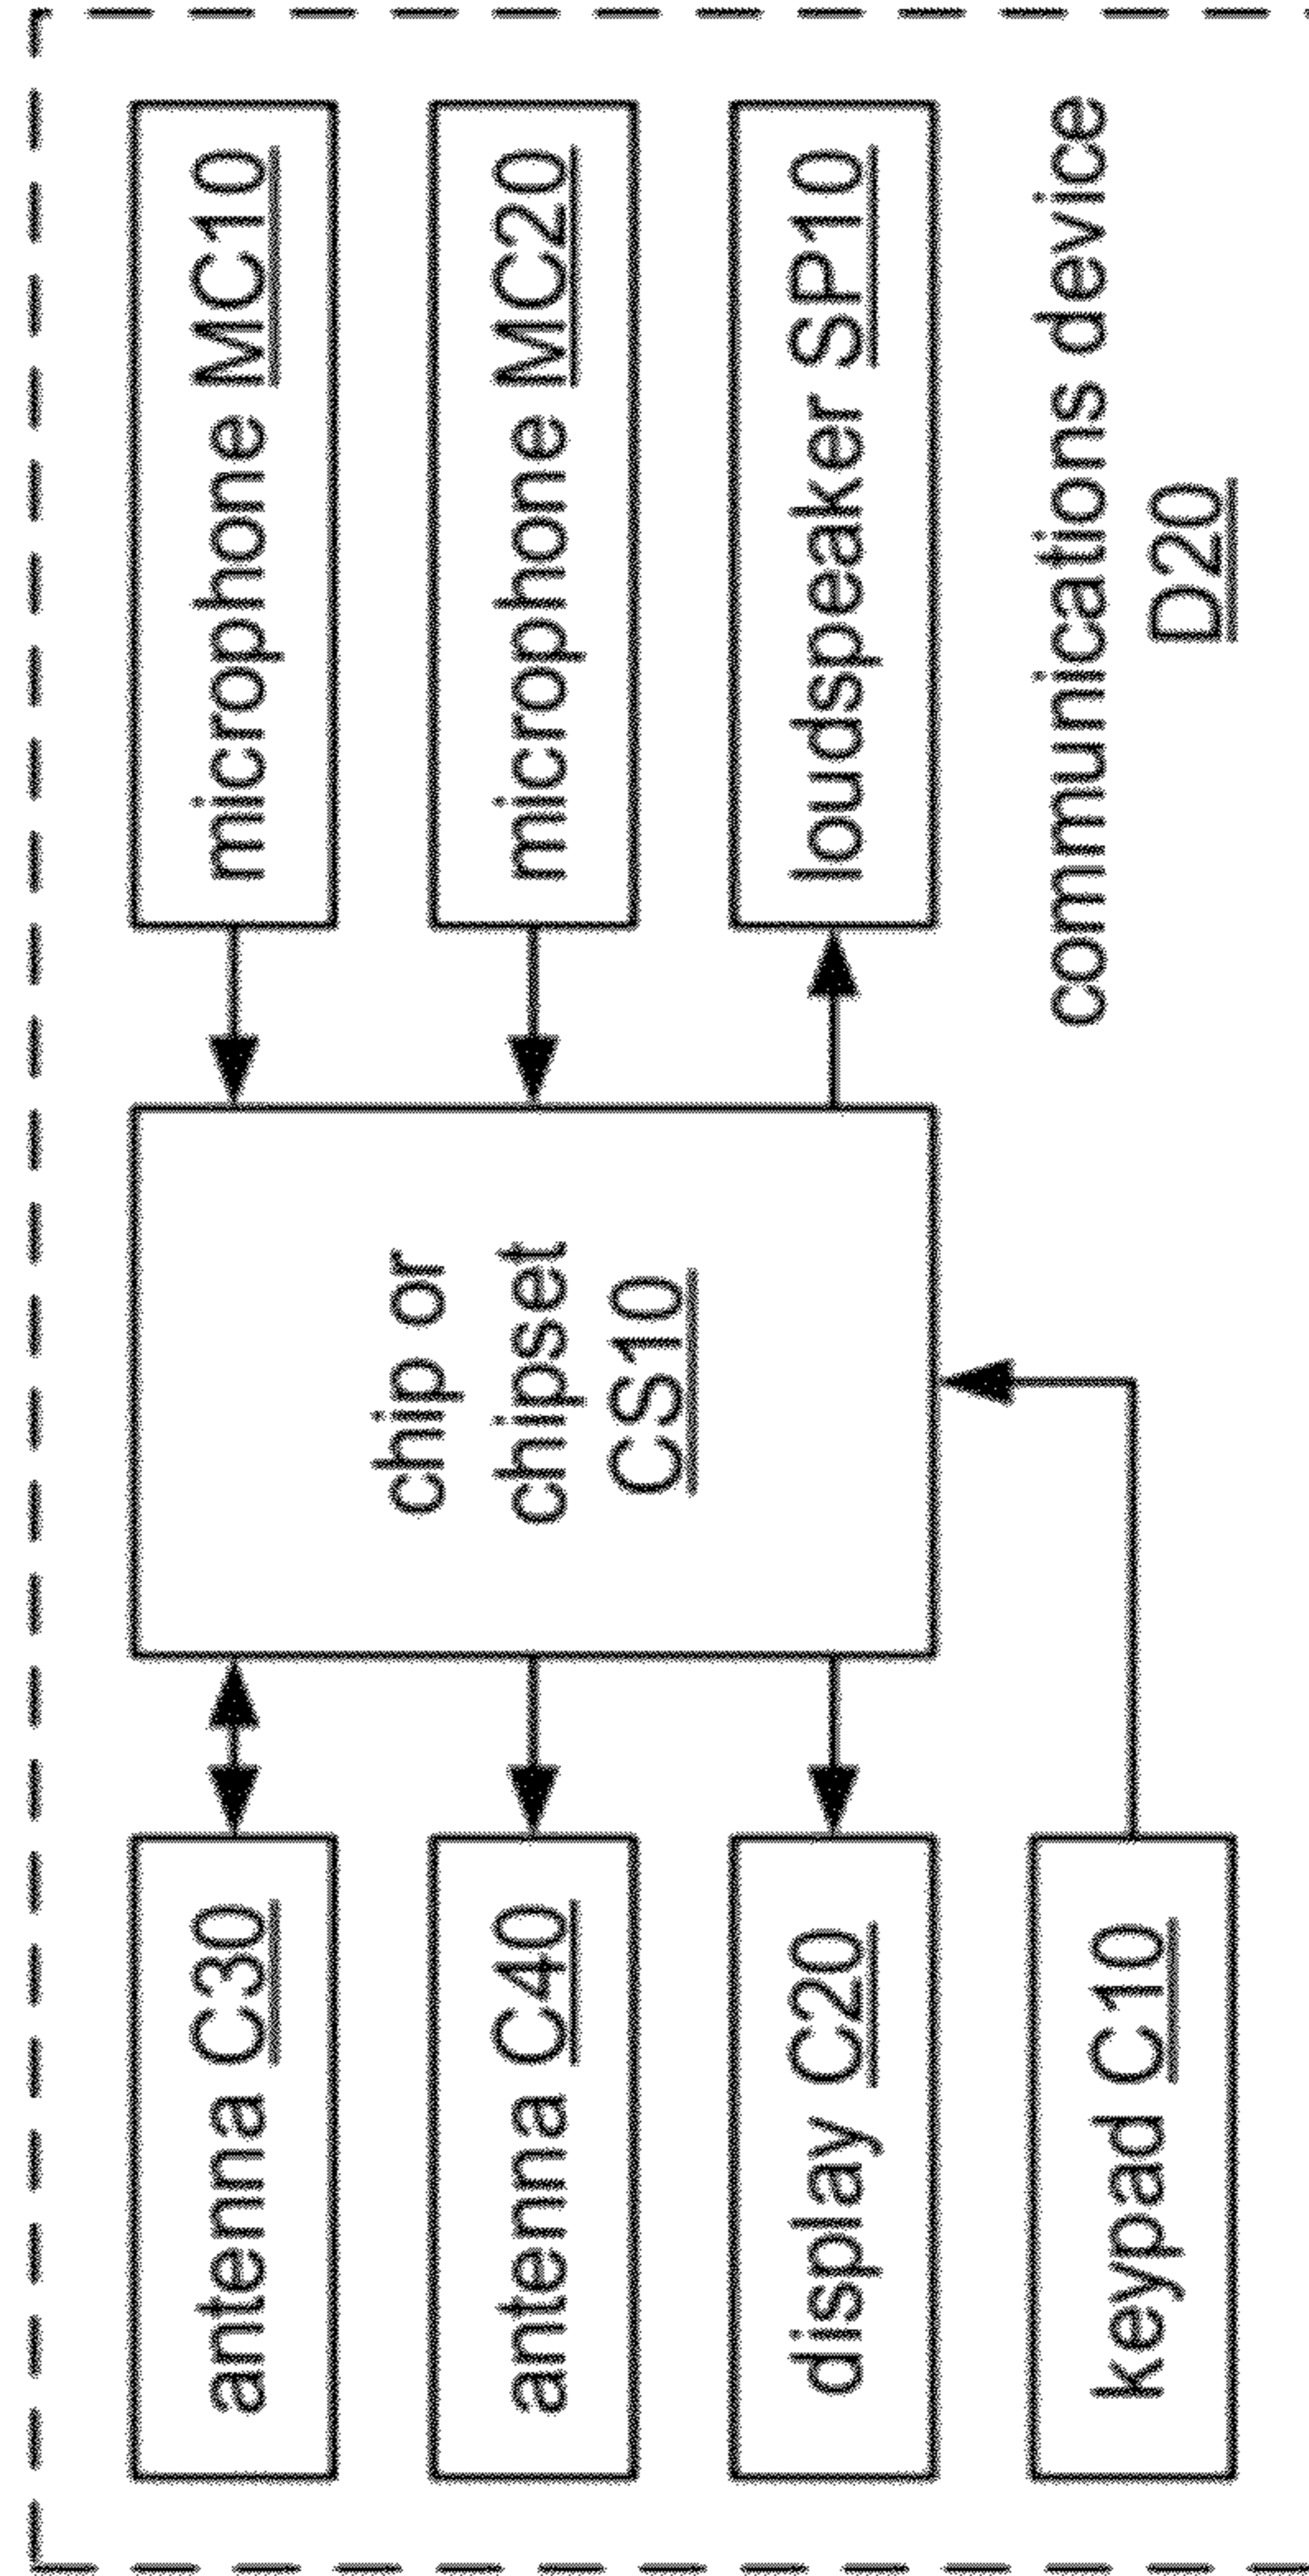 antenna C30
antenna C40
display C20
keypad C10
chip or
chipset
CS10
microphone MC10
microphone MC20
loudspeaker SP10
communications device
D20